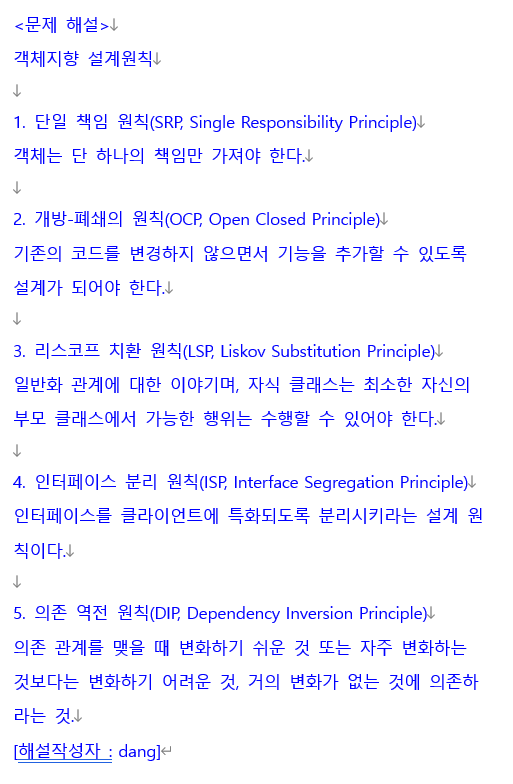 <문제 해설>↓
객체지향 설계원칙↓
↓
1. 단일 책임 원칙(SRP, Single Responsibility Principle)↓
객체는 단 하나의 책임만 가져야 한다.↓
↓
2. 개방-폐쇄의 원칙(OCP, Open Closed Principle)↓
기존의 코드를 변경하지 않으면서 기능을 추가할 수 있도록
설계가 되어야 한다.↓
↓
3. 리스코프 치환 원칙(LSP, Liskov Substitution Principle)↓
일반화 관계에 대한 이야기며, 자식 클래스는 최소한 자신의
부모 클래스에서 가능한 행위는 수행할 수 있어야 한다.↓
↓
4. 인터페이스 분리 원칙(ISP, Interface Segregation Principle)↓
인터페이스를 클라이언트에 특화되도록 분리시키라는 설계 원
칙이다.↓
↓
5. 의존 역전 원칙(DIP, Dependency Inversion Principle)↓
의존 관계를 맺을 때 변화하기 쉬운 것 또는 자주 변화하는
것보다는 변화하기 어려운 것, 거의 변화가 없는 것에 의존하
라는 것.↓
[해설작성자 : dang]↵